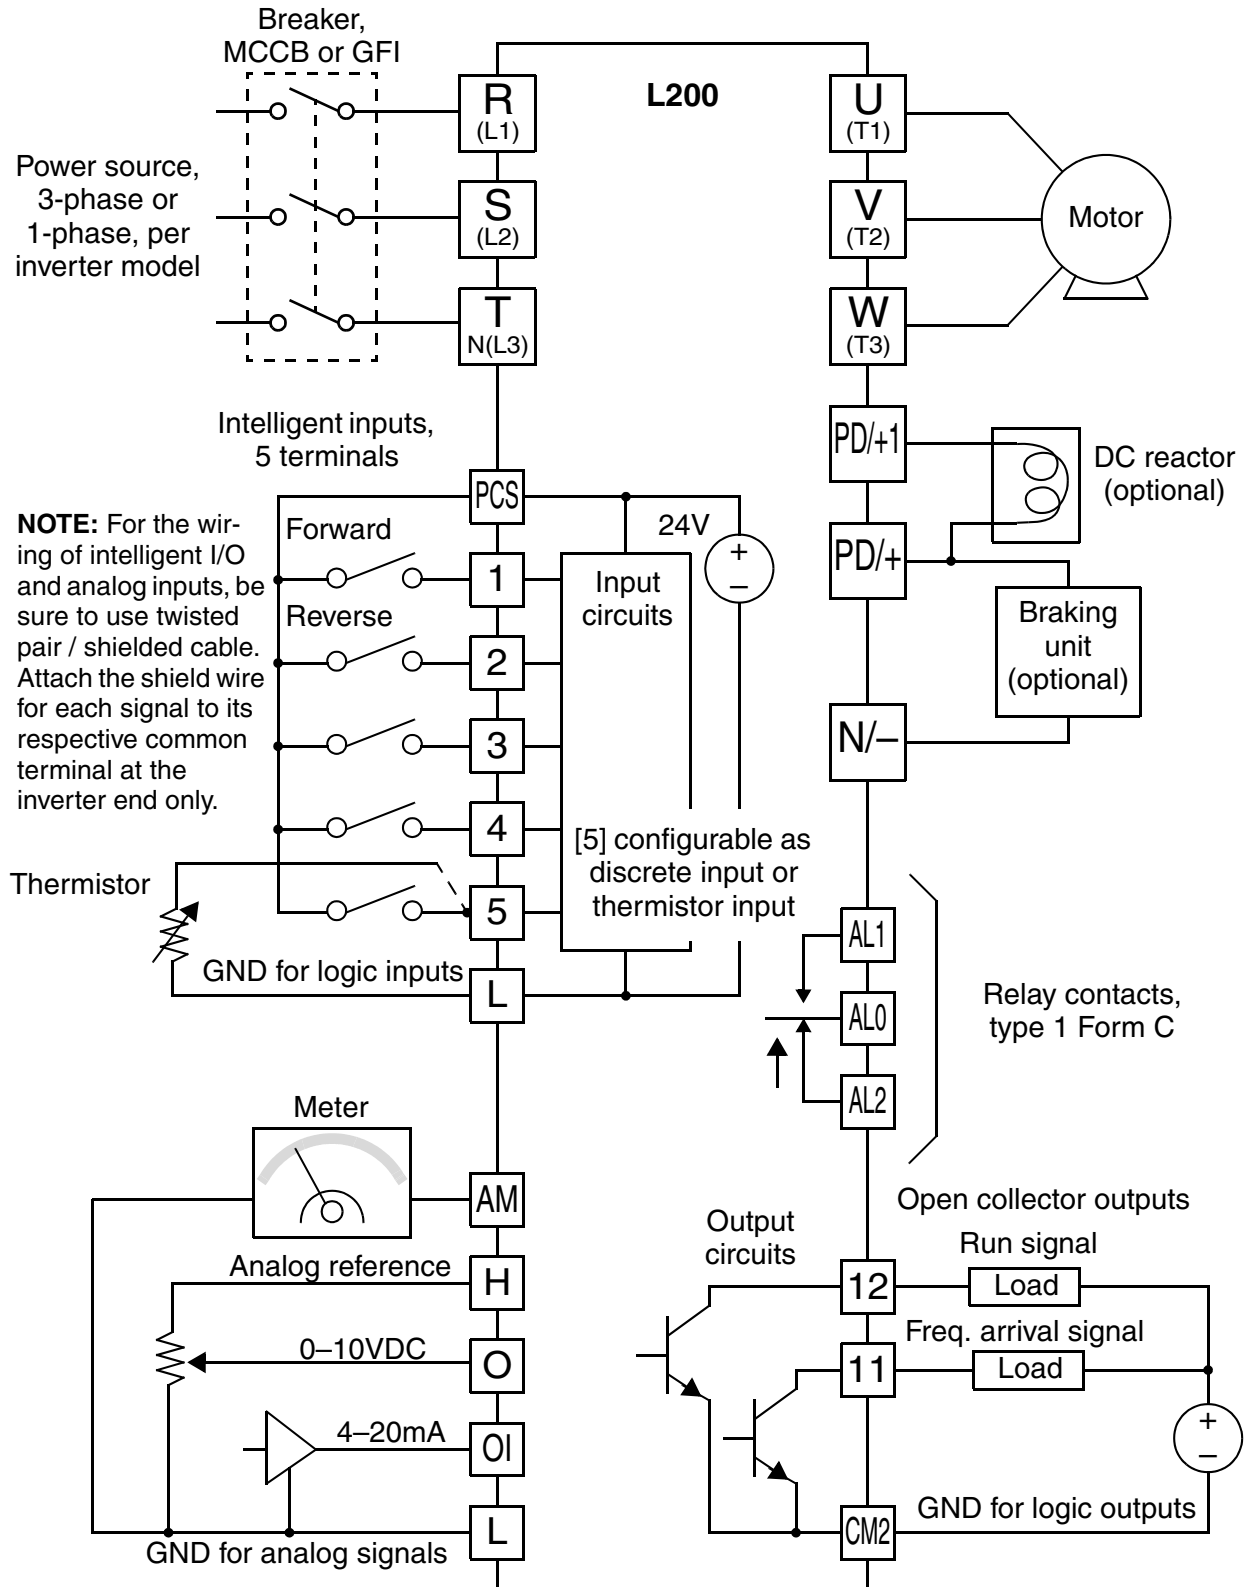 Breaker,
MCCB or GFI
L200
R
(L1)
U
(T1)
Power source,
3-phase or
1-phase, per
inverter model
S
(L2)
V
(T2)
Motor
T
N(L3)
W
(T3)
Intelligent inputs,
5 terminals
PD/+1
DC reactor
(optional)
PCS
NOTE: For the wir-
ing of intelligent I/O
and analog inputs, be
sure to use twisted
pair / shielded cable.
Attach the shield wire
for each signal to its
respective common
terminal at the
inverter end only.
Forward
24V
+
–
1
Input
circuits
PD/+
Reverse
2
Braking
unit
(optional)
3
N/–
4
[5] configurable as
discrete input or
thermistor input
Thermistor
5
AL1
GND for logic inputs
L
AL0
Relay contacts,
type 1 Form C
AL2
Meter
AM
Open collector outputs
Output
circuits
Run signal
Analog reference
H
12
Load
Freq. arrival signal
0–10VDC
O
11
Load
4–20mA
OI
+
–
L
CM2
GND for logic outputs
GND for analog signals